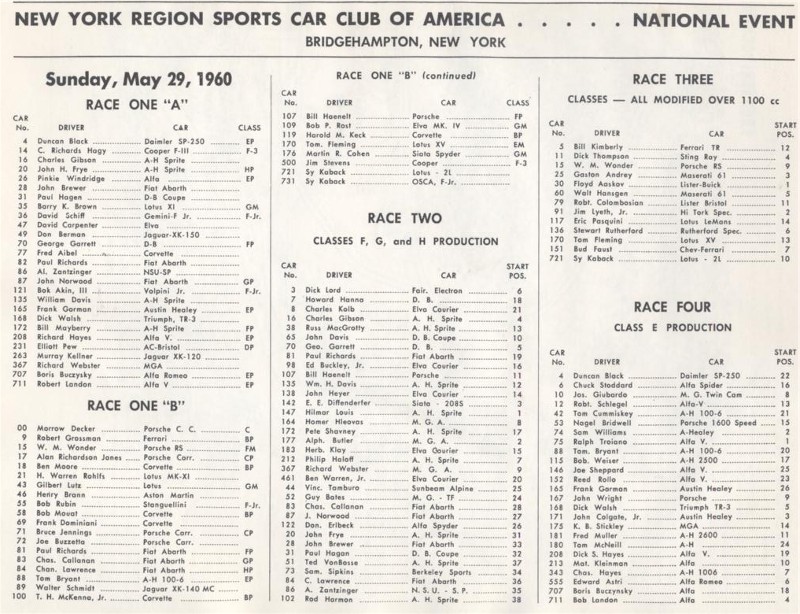 NEW YORK REGION SPORTS CAR CLUB OF AMERICA . . . . . NATIONAL EVENT
BRIDGEHAMPTON, NEW YORK
Sunday, May 29, 1960
RACE ONE "A"
CAR No. DRIVER CAR CLASS
4 Duncan Black Daimler SP-250 EP
14 C. Richards Hogy Cooper F-III F-3
16 Charles Gibson A-H Sprite
20 John H. Frye A-H Sprite HP
26 Pinkie Windridge Alfa EP
28 John Brewer Fiat Abarth
31 Paul Hagen D-B Coupe
35 Barry K. Brown Lotus XI GM
36 David Schiff Gemini-F Jr. F-Jr.
47 David Carpenter Elva
49 Don Berman Jaguar-XK-150
70 George Garrett D-B FP
77 Fred Aibel Corvette
82 Paul Richards Fiat Abarth
86 Al. Zantzinger NSU-SP
87 John Norwood Fiat Abarth GP
121 Bok Akin, III Volpini Jr. F-Jr.
135 William Davis A-H Sprite
165 Frank Gorman Austin Healey EP
168 Dick Walsh Triumph, TR-3
172 Bill Mayberry A-H Sprite FP
208 Richard Hayes Alfa V. EP
231 Elliott Pew AC-Bristol DP
263 Murray Kellner Jaguar XK-120
367 Richard Webster MGA
707 Boris Buczysky Alfa Romeo EP
711 Robert London Alfa V EP
RACE ONE "B"
00 Marrow Decker Porsche C. C. C
9 Robert Grossman Ferrari BP
15 W. M. Wonder Porsche RS FM
17 Alan Richardson Jones Porsche Carr. CP
18 Ben Moore Corvette BP
21 H. Warren Rohlfs Lotus MK-XI
43 Gilbert Lutz Lotus GM
46 Henry Brann Aston Martin
55 Bob Rubin Stanguellini F-Jr.
58 Bob Mouat Corvette BP
69 Frank Dominiani Corvette
71 Bruce Jennings Porsche Carr. CP
72 Joe Buzzetta Porsche Carr.
81 Paul Richards Fiat Abarth FP
83 Chas. Callanan Fiat Abarth GP
84 Chan. Lawrence Fiat Abarth HP
88 Tom Bryant A-H 100-6 EP
89 Walter Schmidt Jaguar XK-140 MC
100 T. H. McKenna, Jr. Corvette BP
RACE ONE "B" (continued)
CAR No. DRIVER CAR CLASS
107 Bill Haenelt Porsche FP
109 Bob P. Rost Elva MK. IV GM
119 Harold M. Keck Corvette BP
170 Tom. Fleming Lotus XV EM
176 Martin R. Cohen Siata Spyder GM
500 Jim Stevens Cooper F-3
721 Sy Kaback Lotus - 2L
731 Sy Kaback OSCA, F-Jr.
RACE TWO
CLASSES F, G, and H PRODUCTION
CAR No. DRIVER CAR START POS.
3 Dick Lord Fair. Electron 6
7 Howard Hanna D. B. 18
8 Charles Kolb Elva Courier 21
16 Charles Gibson A. H. Sprite 4
38 Russ MacGrotty A. H. Sprite 13
65 John Davis D. B. Coupe 10
70 Geo. Garrett D. B. 5
81 Paul Richards Fiat Abarth 19
98 Ed Buckley, Jr. Elva Courier 16
107 Bill Haenelt Porsche 11
135 Wm. H. Davis A. H. Sprite 12
138 John Heyer Fiat Abarth 14
142 E. E. Diffenderfer Siata - 208S 3
147 Hilmar Louis A. H. Sprite 1
164 Homer Hleavas M. G. A. 8
172 Pete Shavney A. H. Sprite 17
177 Alph. Butler M. G. A. 2
183 Herb. Klay Elva Courier 15
212 Philip Haloff A. H. Sprite 7
367 Richard Webster M. G. A. 9
461 Ben Warren, Jr. Elva Courier 20
44 Vinc. Tamburo Sunbeam Alpine 25
52 Guy Bates M. G. - TF 24
83 Chas. Callanan Fiat Abarth 28
87 J. Norwood Fiat Abarth 27
122 Don. Erlbeck Alfa Spyder 26
20 John Frye A. H. Sprite 31
28 John Brewer Fiat Abarth 33
31 Paul Hagan D. B. Coupe 32
51 Ted VonBosse A. H. Sprite 37
73 Sam. Sipkins Berkeley Sports 34
84 C. Lawrence Fiat Abarth 36
86 A. Zantzinger N. S. U. - S. P. 35
102 Rod Harmon A. H. Sprite 38
RACE THREE
CLASSES — ALL MODIFIED OVER 1100 cc
CAR No. DRIVER CAR START POS.
5 Bill Kimberly Ferrari TR 12
11 Dick Thompson Sting Ray 4
15 W. M. Wonder Porsche RS 9
25 Gaston Andrey Maserati 61 3
30 Floyd Aaskov Lister-Buick 1
60 Walt Hansgen Maserati 61 5
79 Robt. Colombosian Lister Bristol 11
91 Jim Lyeth, Jr. Hi Tork Spec. 2
117 Eric Pasquini Lotus LeMans 14
136 Stewart Rutherford Rutherford Spec. 6
170 Tom Fleming Lotus XV 13
151 Bud Faust Chev-Ferrari 7
721 Sy Kaback Lotus - 2L 10
RACE FOUR
CLASS E PRODUCTION
CAR No. DRIVER CAR START POS.
4 Duncan Black Daimler SP-250 22
6 Chuck Stoddard Alfa Spider 16
10 Jos. Giubardo M. G. Twin Cam 8
12 Robt. Schlegel Alfa-V 13
42 Tom Cummiskey A-H 100-6 21
53 Nagel Bridwell Porsche 1600 Speed 15
74 Sam Williams A-Healey 2
75 Ralph Troiano Alfa V. 1
88 Tom. Bryant A-H 100-6 20
115 Bob. Weiser A-H 2500 17
146 Joe Sheppard Alfa V. 25
152 Reed Rollo Alfa V. 23
165 Frank Gorman Austin Healey 26
167 John Wright Porsche 9
168 Dick Walsh Triumph TR-3 5
171 John Colgate, Jr. Austin Healey 3
175 K. B. Stickley MGA 14
181 Fred Muller A-H 2600 11
180 Tom McNeill A-H 24
208 Dick S. Hayes Alfa V. 19
213 Mat. Kleinman Alfa 10
343 Chas. Hayes A-H 1006 7
555 Edward Astri Alfa Romeo 6
707 Boris Buczysky Alfa 18
711 Bob London Alfa 4